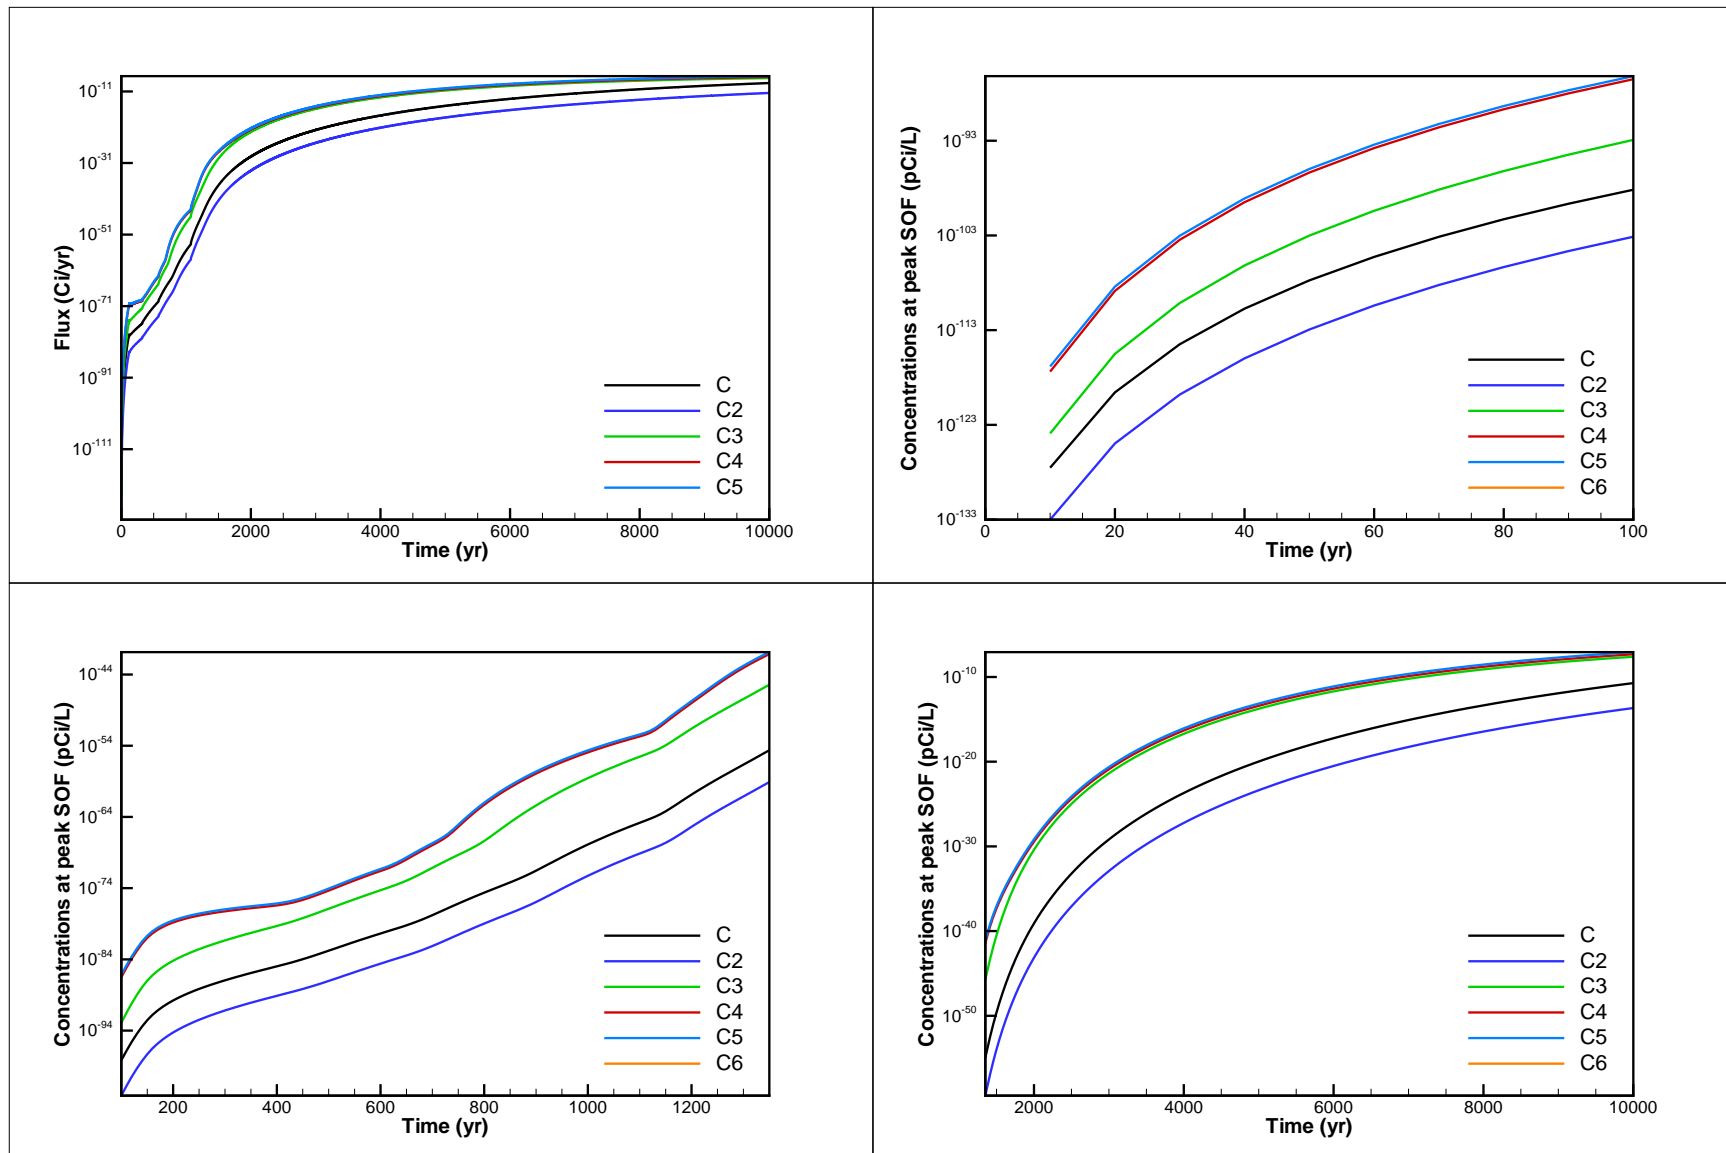 Flux (Ci/yr)
10^-11
10^-31
10^-51
10^-71
10^-91
10^-111
C
C2
C3
C4
C5
0 2000 4000 6000 8000 10000
Time (yr)
Concentrations at peak SOF (pCi/L)
10^-93
10^-103
10^-113
10^-123
10^-133
C
C2
C3
C4
C5
C6
0 20 40 60 80 100
Time (yr)
Concentrations at peak SOF (pCi/L)
10^-44
10^-54
10^-64
10^-74
10^-84
10^-94
C
C2
C3
C4
C5
C6
200 400 600 800 1000 1200
Time (yr)
Concentrations at peak SOF (pCi/L)
10^-10
10^-20
10^-30
10^-40
10^-50
C
C2
C3
C4
C5
C6
2000 4000 6000 8000 10000
Time (yr)